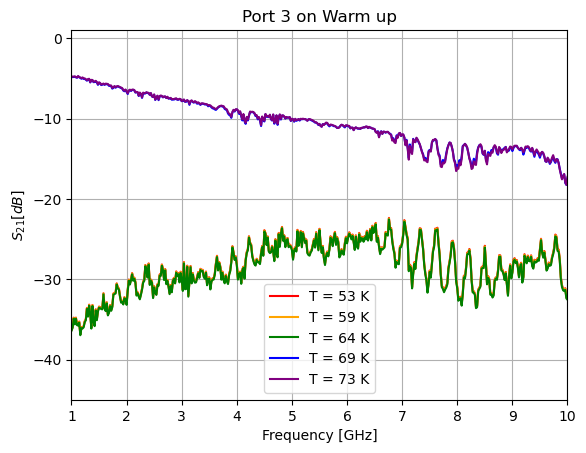 Port 3 on Warm up
S21[dB]
0
−10
−20
−30
−40
T = 53 K
T = 59 K
T = 64 K
T = 69 K
T = 73 K
1 2 3 4 5 6 7 8 9 10
Frequency [GHz]